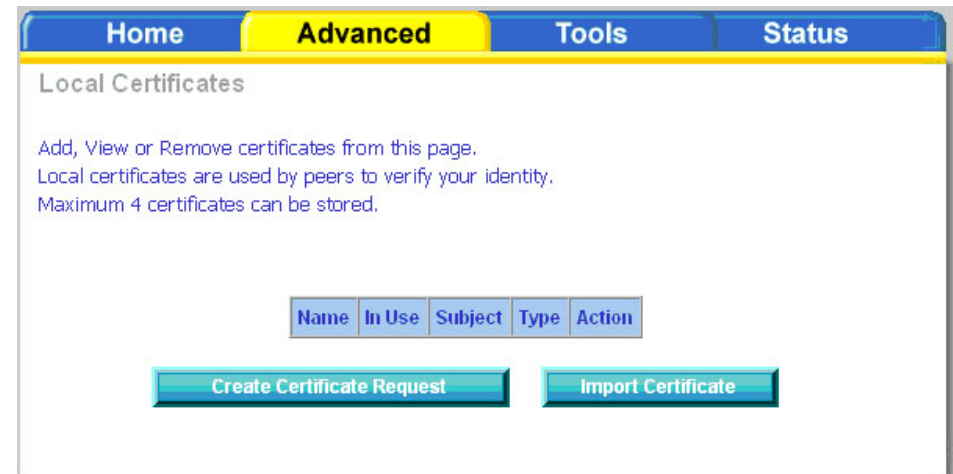 Home Advanced Tools Status
Local Certificates
Add, View or Remove certificates from this page.
Local certificates are used by peers to verify your identity.
Maximum 4 certificates can be stored.
Name In Use Subject Type Action
Create Certificate Request Import Certificate